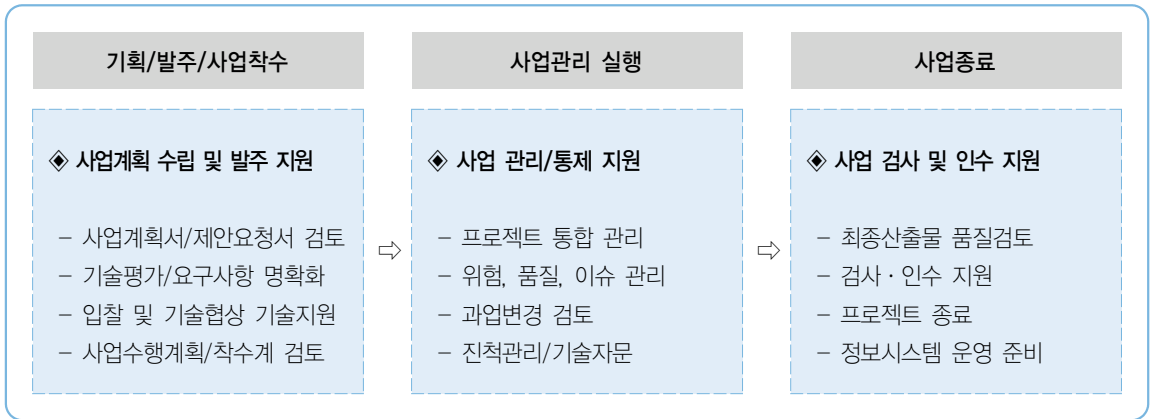 기획/발주/사업착수
◈ 사업계획 수립 및 발주 지원
– 사업계획서/제안요청서 검토
– 기술평가/요구사항 명확화
– 입찰 및 기술협상 기술지원
– 사업수행계획/착수계 검토
⇨
사업관리 실행
◈ 사업 관리/통제 지원
– 프로젝트 통합 관리
– 위험, 품질, 이슈 관리
– 과업변경 검토
– 진척관리/기술자문
⇨
사업종료
◈ 사업 검사 및 인수 지원
– 최종산출물 품질검토
– 검사 · 인수 지원
– 프로젝트 종료
– 정보시스템 운영 준비